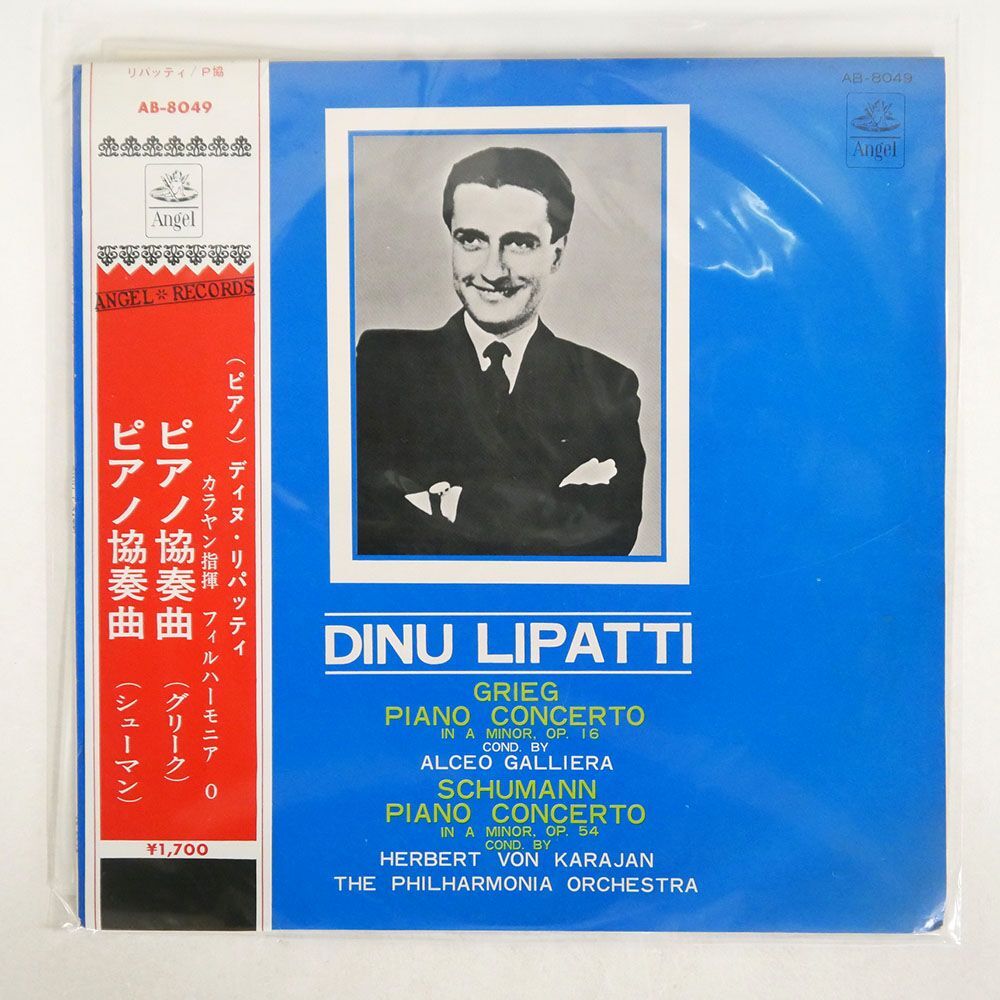 リパッティ/P協
AB-8049
Angel
ANGEL＊RECORDS
(ピアノ) ディヌ・リパッティ
カラヤン指揮 フィルハーモニア O
ピアノ協奏曲 (グリーク)
ピアノ協奏曲 (シューマン)
¥1,700
AB-8049
Angel
DINU LIPATTI
GRIEG
PIANO CONCERTO
IN A MINOR, OP. 16
COND. BY
ALCEO GALLIERA
SCHUMANN
PIANO CONCERTO
IN A MINOR, OP. 54
COND. BY
HERBERT VON KARAJAN
THE PHILHARMONIA ORCHESTRA